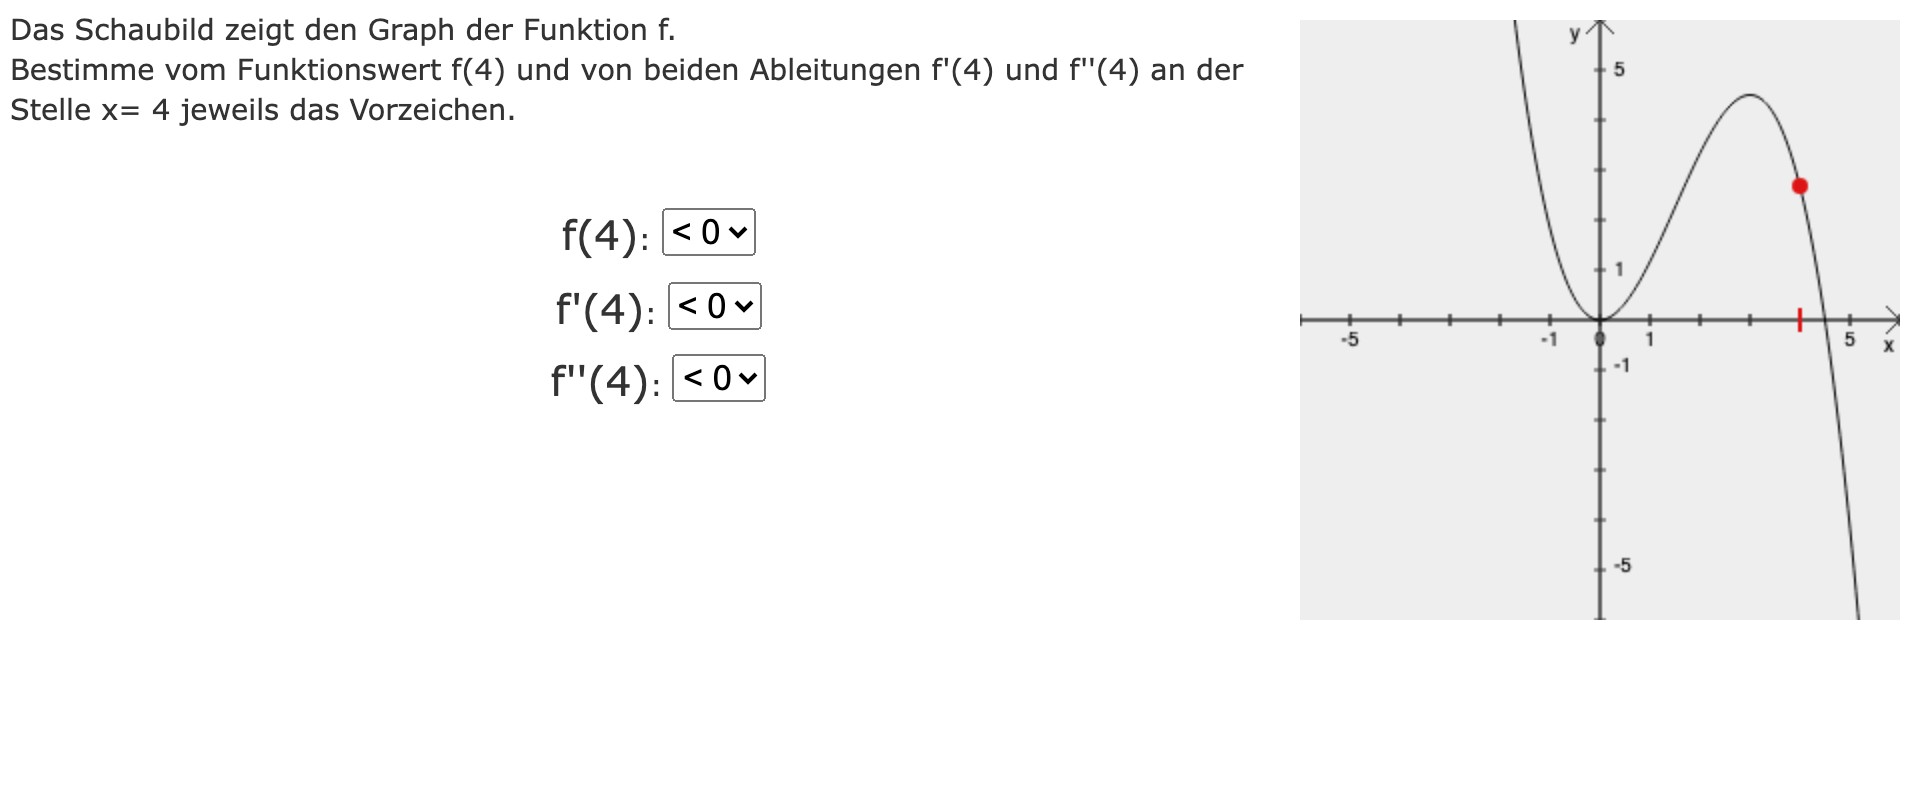 Das Schaubild zeigt den Graph der Funktion f.
Bestimme vom Funktionswert f(4) und von beiden Ableitungen f'(4) und f''(4) an der
Stelle x= 4 jeweils das Vorzeichen.
f(4): < 0
f'(4): < 0
f''(4): < 0
y
5
1
-5 -1 0 1 5 x
-1
-5